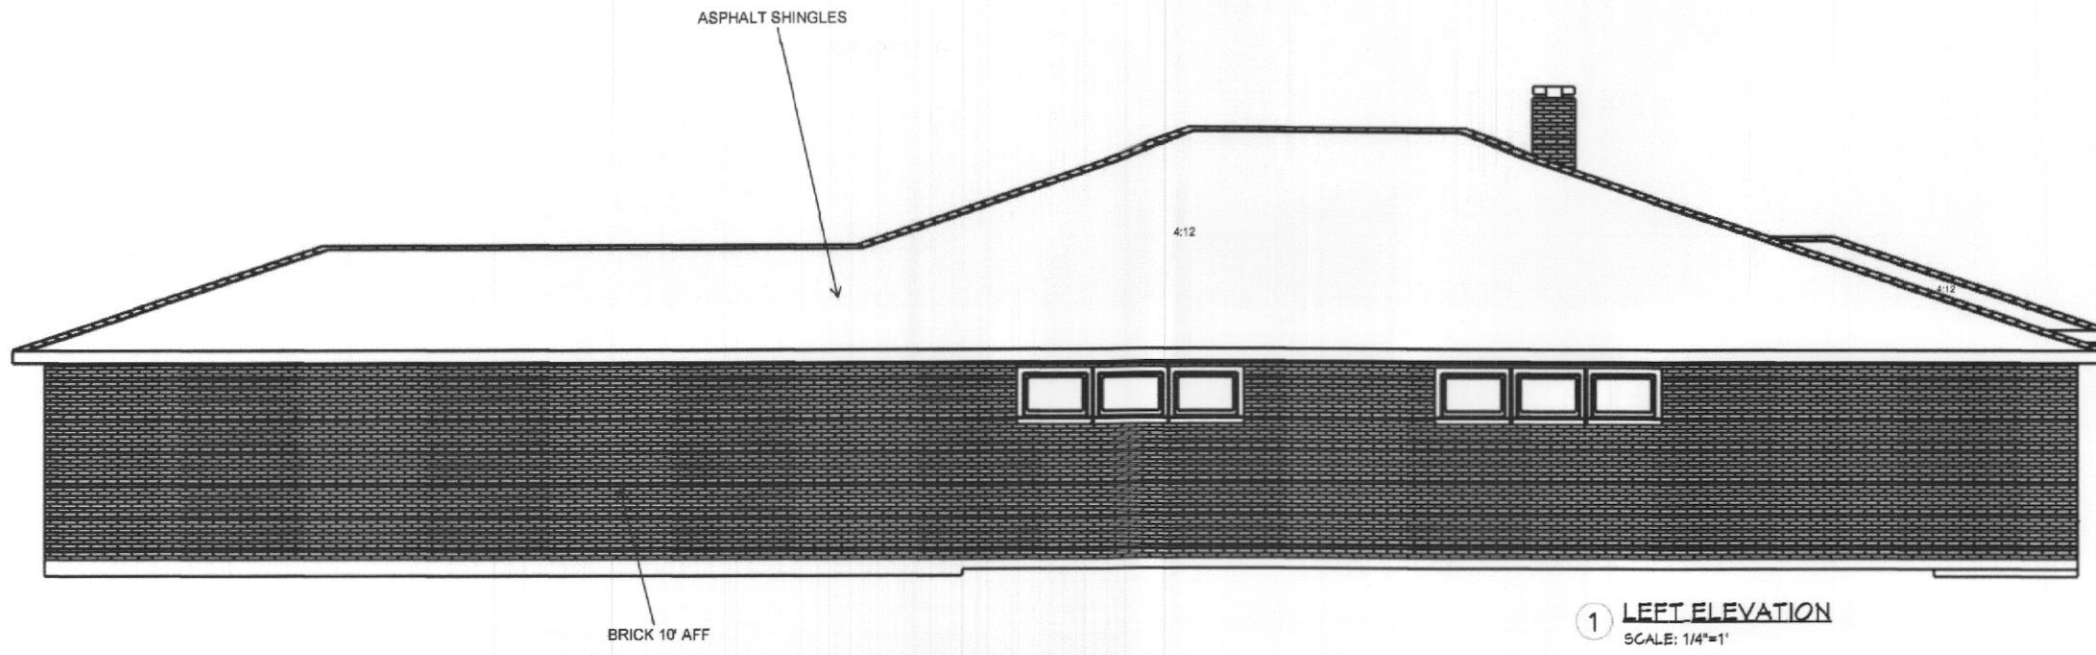 ASPHALT SHINGLES
4:12
4:12
BRICK 10' AFF
1 LEFT ELEVATION
SCALE: 1/4"=1'